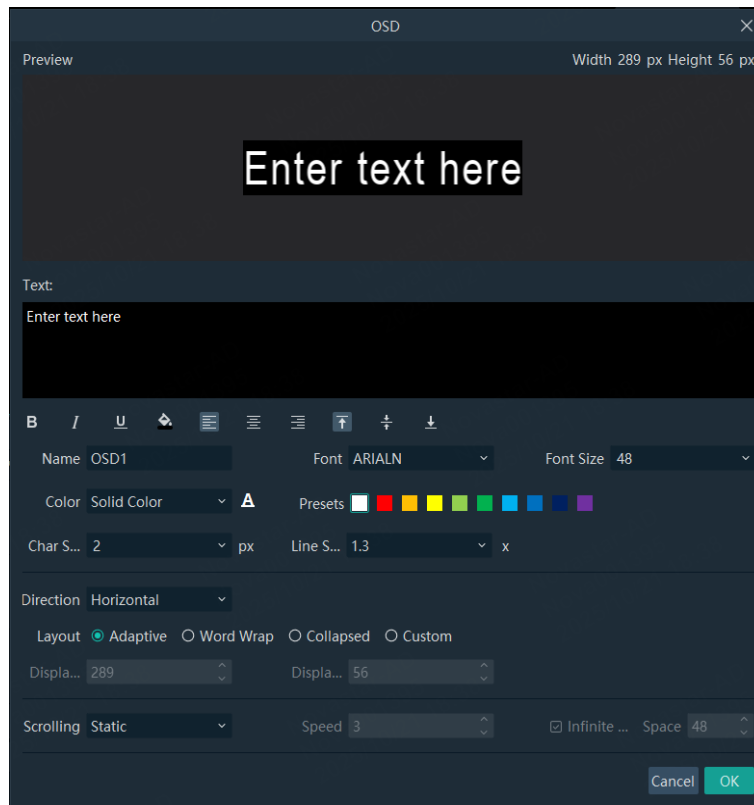 OSD
Preview Width 289 px Height 56 px
Enter text here
Text:
Enter text here
B I U
Name OSD1 Font ARIALN Font Size 48
Color Solid Color A Presets
Char S... 2 px Line S... 1.3 x
Direction Horizontal
Layout Adaptive Word Wrap Collapsed Custom
Displa... 289 Displa... 56
Scrolling Static Speed 3 Infinite ... Space 48
Cancel OK